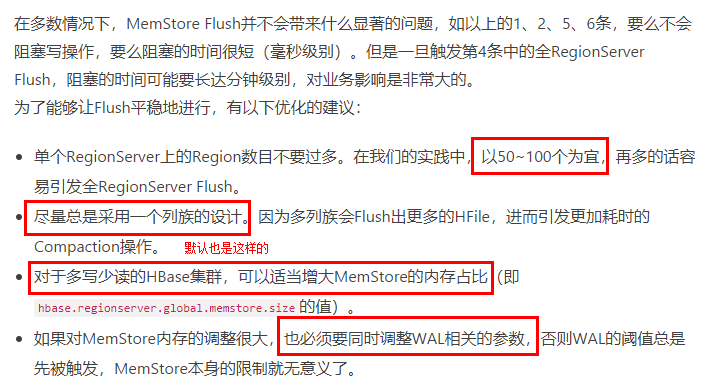 在多数情况下，MemStore Flush并不会带来什么显著的问题，如以上的1、2、5、6条，要么不会
阻塞写操作，要么阻塞的时间很短（毫秒级别）。但是一旦触发第4条中的全RegionServer
Flush，阻塞的时间可能要长达分钟级别，对业务影响是非常大的。
为了能够让Flush平稳地进行，有以下优化的建议：
• 单个RegionServer上的Region数目不要过多。在我们的实践中，以50~100个为宜，再多的话容
易引发全RegionServer Flush。
• 尽量总是采用一个列族的设计。因为多列族会Flush出更多的HFile，进而引发更加耗时的
Compaction操作。 默认也是这样的
• 对于多写少读的HBase集群，可以适当增大MemStore的内存占比（即
hbase.regionserver.global.memstore.size的值）。
• 如果对MemStore内存的调整很大，也必须要同时调整WAL相关的参数，否则WAL的阈值总是
先被触发，MemStore本身的限制就无意义了。